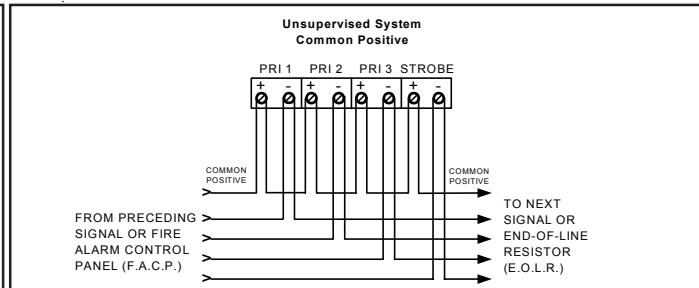 Unsupervised System
Common Positive
PRI 1 PRI 2 PRI 3 STROBE
+ - + - + - + -
COMMON
POSITIVE
COMMON
POSITIVE
FROM PRECEDING
SIGNAL OR FIRE
ALARM CONTROL
PANEL (F.A.C.P.)
TO NEXT
SIGNAL OR
END-OF-LINE
RESISTOR
(E.O.L.R.)